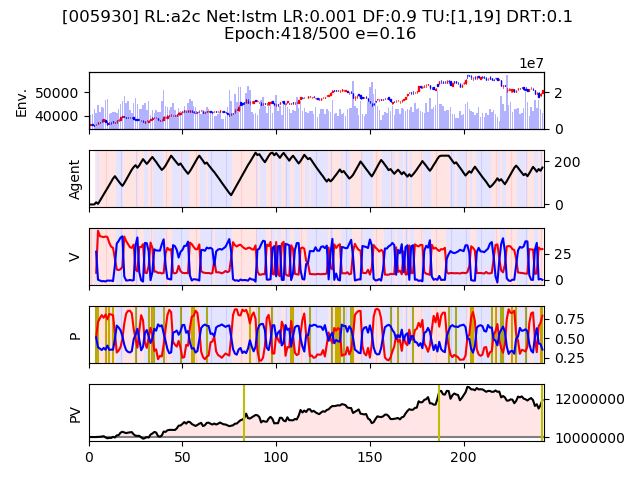 [005930] RL:a2c Net:lstm LR:0.001 DF:0.9 TU:[1,19] DRT:0.1
Epoch:418/500 e=0.16
1e7
Env.
50000
40000
2
0
Agent
200
0
V
25
0
P
0.75
0.50
0.25
PV
12000000
10000000
0 50 100 150 200